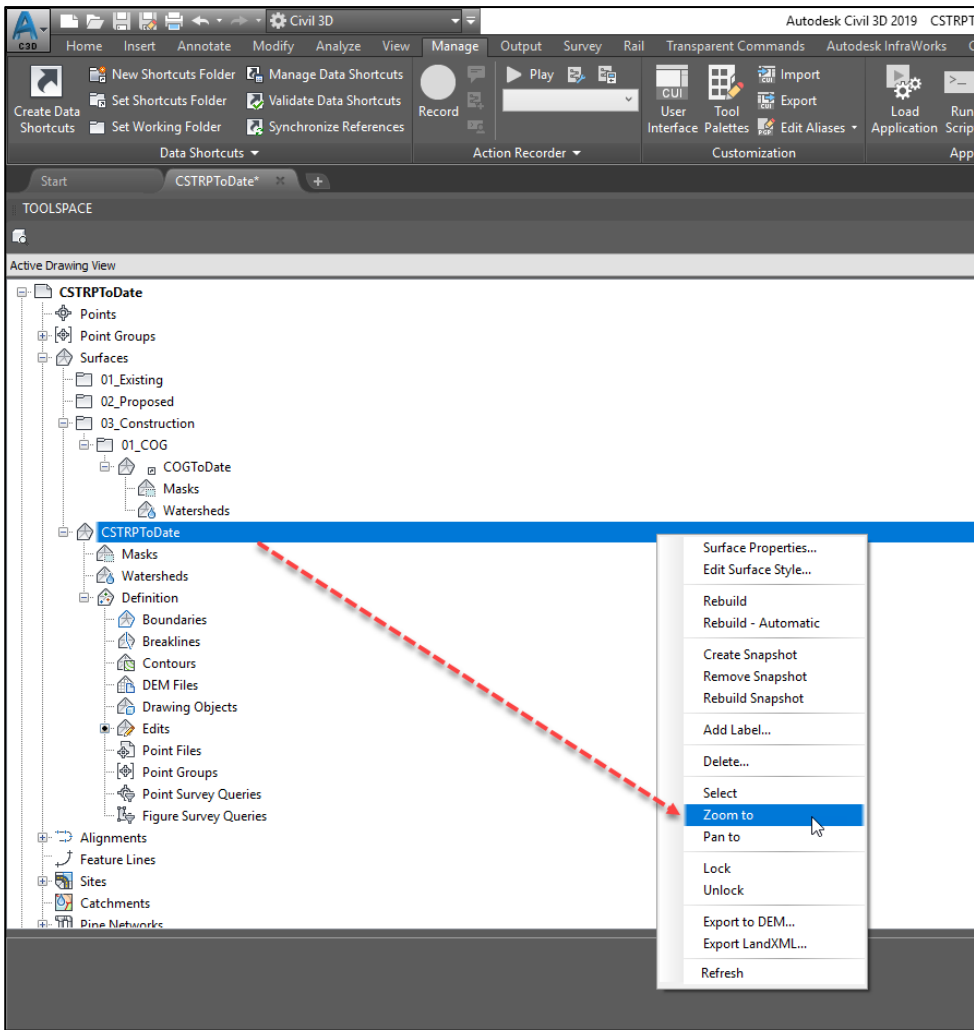 Civil 3D
Autodesk Civil 3D 2019 CSTRPT
C3D
Home Insert Annotate Modify Analyze View Manage Output Survey Rail Transparent Commands Autodesk InfraWorks
New Shortcuts Folder Manage Data Shortcuts
Set Shortcuts Folder Validate Data Shortcuts
Set Working Folder Synchronize References
Create Data
Shortcuts
Data Shortcuts
Record
Play
Action Recorder
CUI
User
Interface
Tool
Palettes
Import
CUI
Export
CUI
Edit Aliases
PGP
Customization
Load
Application
Run
Scrip
App
Start
CSTRPToDate*
TOOLSPACE
Active Drawing View
CSTRPToDate
Points
Point Groups
Surfaces
01_Existing
02_Proposed
03_Construction
01_COG
COGToDate
Masks
Watersheds
CSTRPToDate
Masks
Watersheds
Definition
Boundaries
Breaklines
Contours
DEM Files
Drawing Objects
Edits
Point Files
Point Groups
Point Survey Queries
Figure Survey Queries
Alignments
Feature Lines
Sites
Catchments
Pipe Networks
Surface Properties...
Edit Surface Style...
Rebuild
Rebuild - Automatic
Create Snapshot
Remove Snapshot
Rebuild Snapshot
Add Label...
Delete...
Select
Zoom to
Pan to
Lock
Unlock
Export to DEM...
Export LandXML...
Refresh